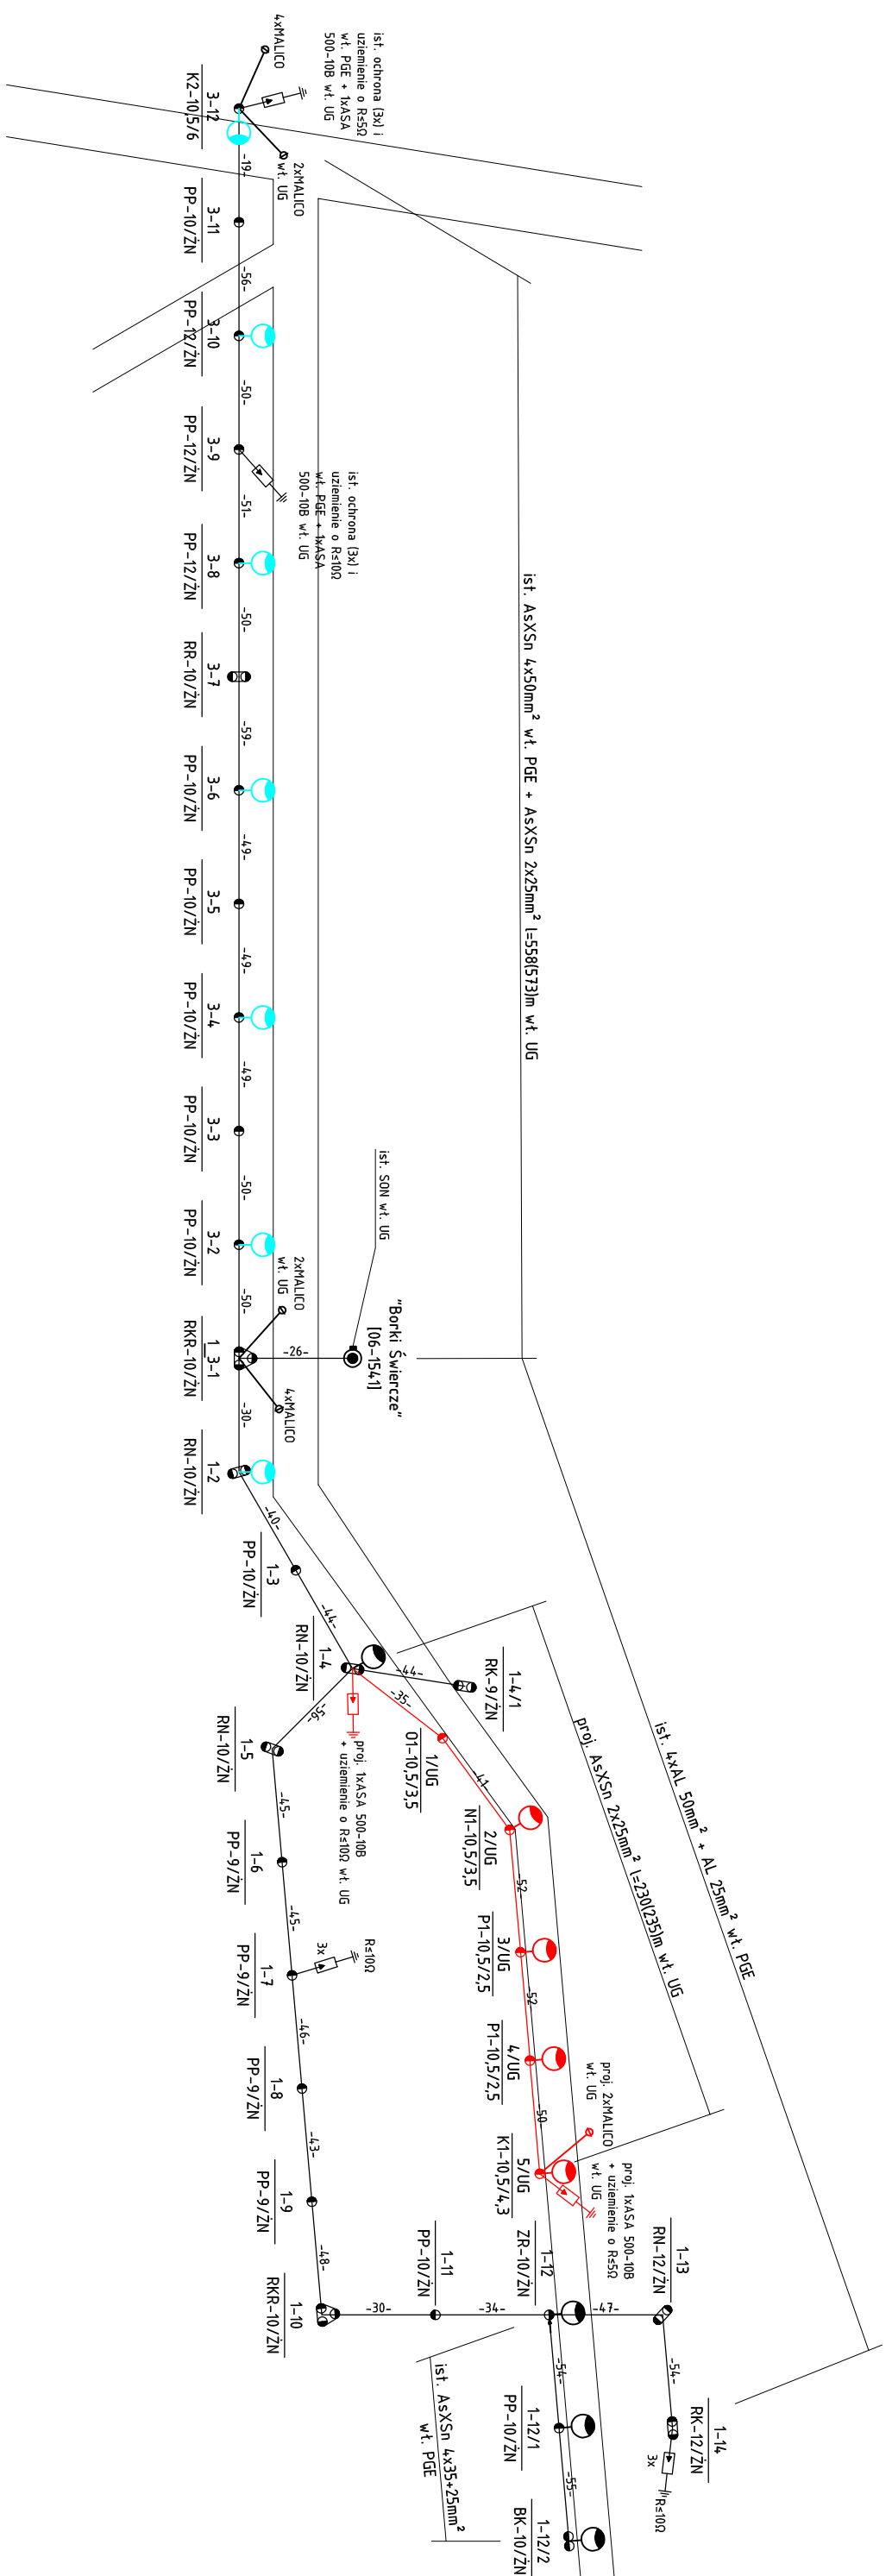 4xMALICO
ist. ochrona (3x) i
uziemienie o R≤5Ω
wł. PGE + 1xASA
500-10B wł. UG
2xMALICO
wł. UG
3-12
K2-10,5/6
-19-
3-11
PP-10/ŻN
-56-
3-10
PP-12/ŻN
-50-
3-9
PP-12/ŻN
ist. ochrona (3x) i
uziemienie o R≤10Ω
wł. PGE + 1xASA
500-10B wł. UG
-51-
3-8
PP-12/ŻN
-50-
3-7
RR-10/ŻN
-59-
3-6
PP-10/ŻN
-49-
3-5
PP-10/ŻN
-49-
3-4
PP-10/ŻN
-49-
3-3
PP-10/ŻN
-50-
3-2
PP-10/ŻN
-50-
ist. AsXSn 4x50mm² wł. PGE + AsXSn 2x25mm² l=558(573)m wł. UG
ist. SON wł. UG
"Borki Świercze"
[06-1541]
2xMALICO
wł. UG
-26-
1_3-1
RKR-10/ŻN
4xMALICO
-30-
1-2
RN-10/ŻN
-40-
1-3
PP-10/ŻN
-44-
1-4
RN-10/ŻN
-44-
1-4/1
RK-9/ŻN
-35-
1/UG
O1-10,5/3,5
proj. 1xASA 500-10B
+ uziemienie o R≤10Ω wł. UG
-56-
1-5
RN-10/ŻN
-41-
2/UG
N1-10,5/3,5
-52-
3/UG
P1-10,5/2,5
-52-
4/UG
P1-10,5/2,5
-50-
5/UG
K1-10,5/4,3
proj. 2xMALICO
wł. UG
proj. 1xASA 500-10B
+ uziemienie o R≤5Ω
wł. UG
proj. AsXSn 2x25mm² l=230(235)m wł. UG
ist. 4xAL 50mm² + AL 25mm² wł. PGE
-45-
1-6
PP-9/ŻN
-45-
1-7
PP-9/ŻN
3x
R≤10Ω
-46-
1-8
PP-9/ŻN
-43-
1-9
PP-9/ŻN
-48-
1-10
RKR-10/ŻN
-30-
1-11
PP-10/ŻN
-34-
1-12
ZR-10/ŻN
-47-
1-13
RN-12/ŻN
-54-
1-14
RK-12/ŻN
3x
R≤10Ω
-54-
1-12/1
PP-10/ŻN
-55-
1-12/2
BK-10/ŻN
ist. AsXSn 4x35+25mm²
wł. PGE